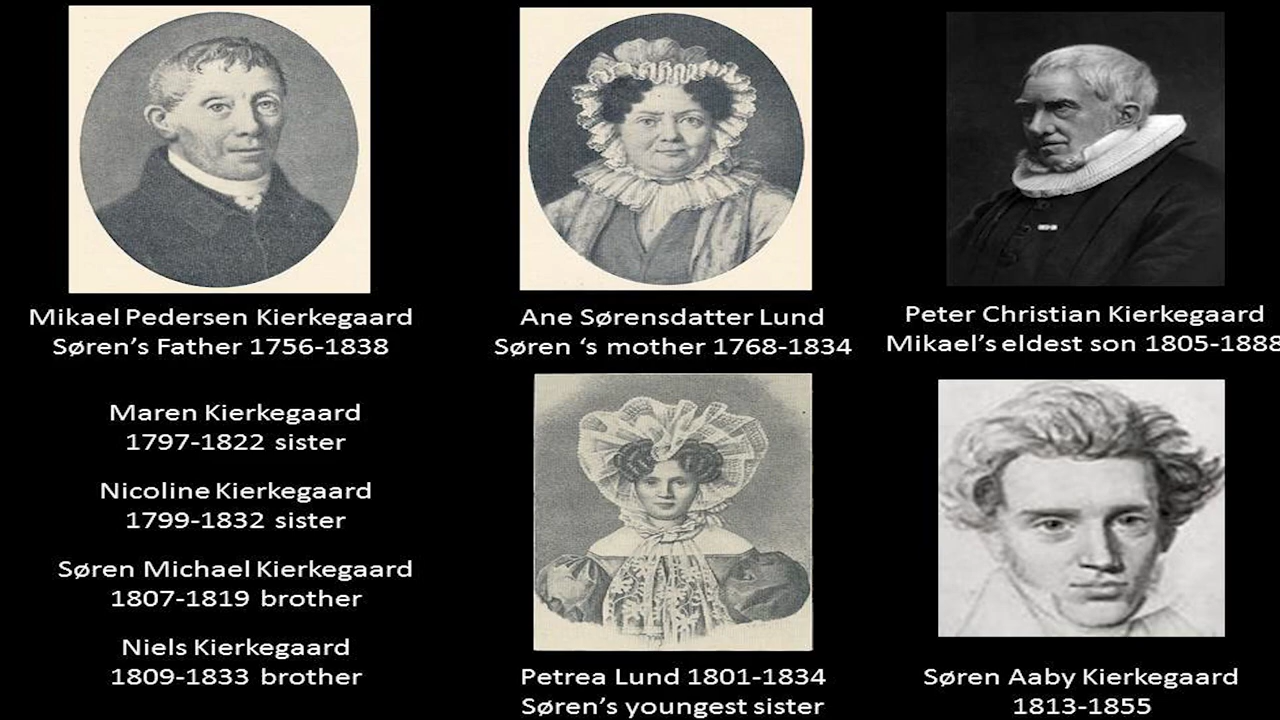 Mikael Pedersen Kierkegaard
Søren’s Father 1756-1838
Ane Sørensdatter Lund
Søren ‘s mother 1768-1834
Peter Christian Kierkegaard
Mikael’s eldest son 1805-1888
Maren Kierkegaard
1797-1822 sister
Nicoline Kierkegaard
1799-1832 sister
Søren Michael Kierkegaard
1807-1819 brother
Niels Kierkegaard
1809-1833 brother
Petrea Lund 1801-1834
Søren’s youngest sister
Søren Aaby Kierkegaard
1813-1855